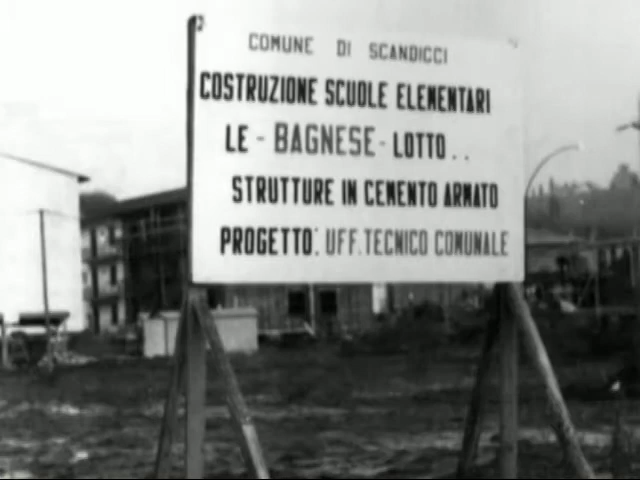 COMUNE DI SCANDICCI
COSTRUZIONE SCUOLE ELEMENTARI
LE - BAGNESE - LOTTO . .
STRUTTURE IN CEMENTO ARMATO
PROGETTO: UFF. TECNICO COMUNALE